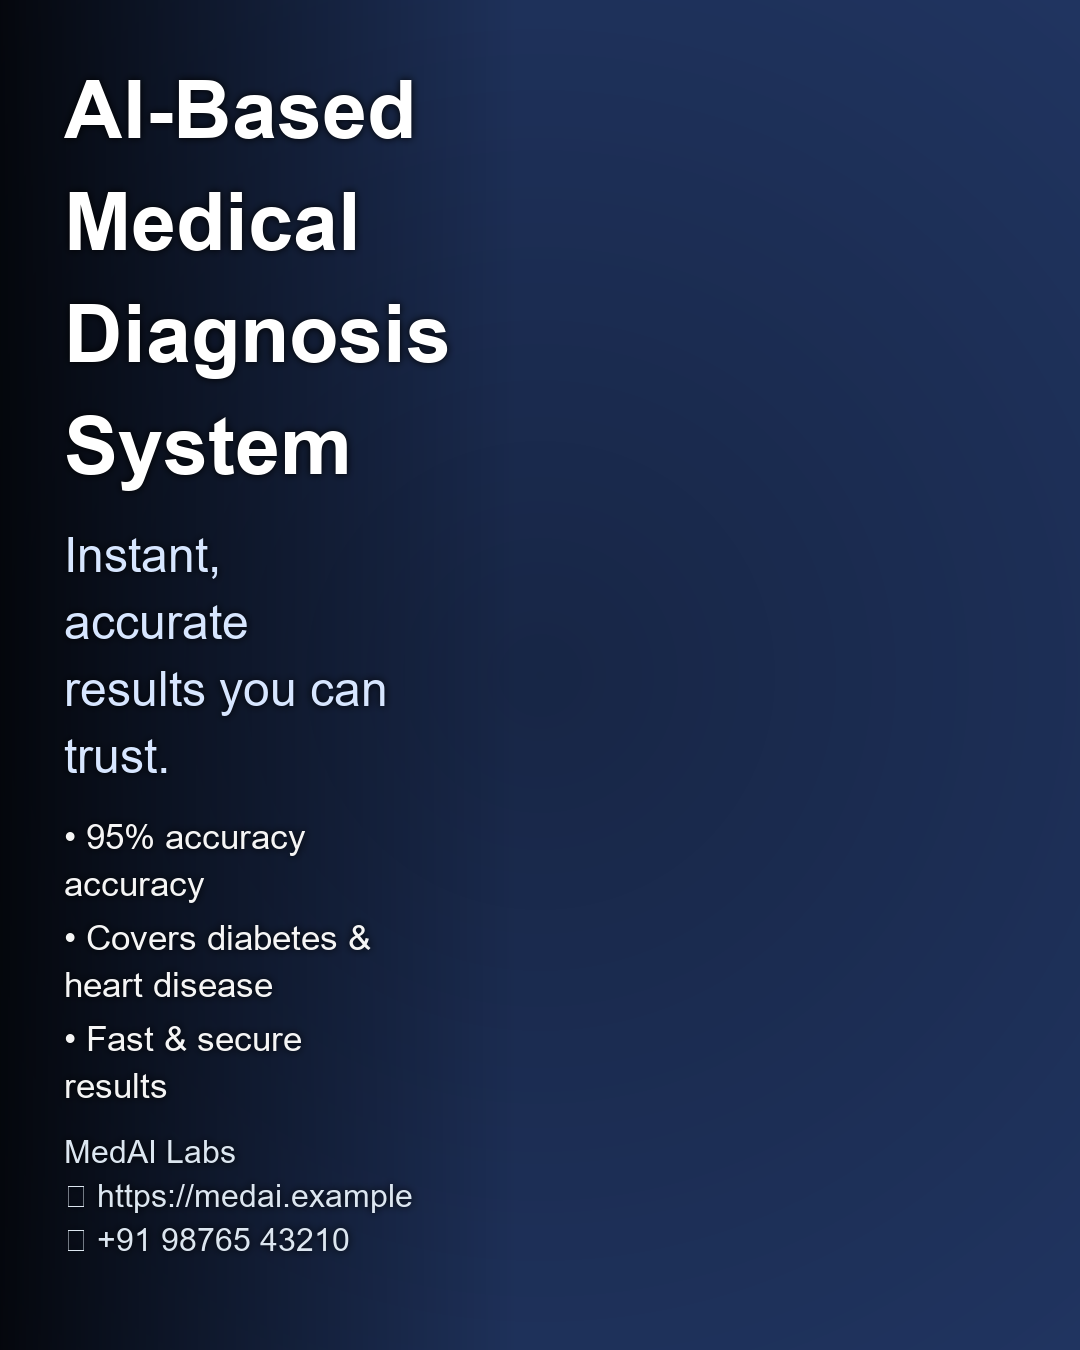 AI-Based
Medical
Diagnosis
System
Instant,
accurate
results you can
trust.
• 95% accuracy
accuracy
• Covers diabetes &
heart disease
• Fast & secure
results
MedAI Labs
□ https://medai.example
□ +91 98765 43210